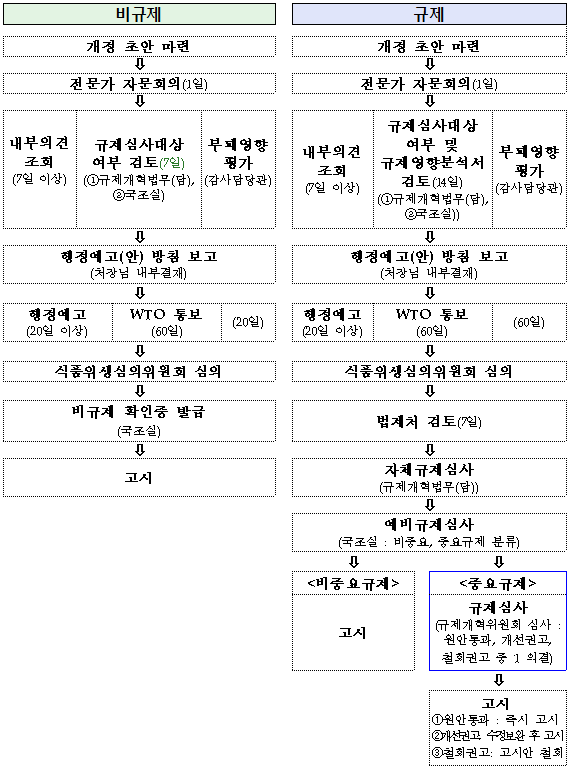 비규제
개정 초안 마련
⇩
전문가 자문회의(1일)
⇩
내부의견
조회
(7일 이상)
규제심사대상
여부 검토(7일)
(①규제개혁법무(담),
②국조실)
부패영향
평가
(감사담당관)
⇩
행정예고(안) 방침 보고
(처장님 내부결재)
⇩
행정예고
(20일 이상)
WTO 통보
(60일)
(20일)
⇩
식품위생심의위원회 심의
⇩
비규제 확인증 발급
(국조실)
⇩
고시
규제
개정 초안 마련
⇩
전문가 자문회의(1일)
⇩
내부의견
조회
(7일 이상)
규제심사대상
여부 및
규제영향분석서
검토(14일)
(①규제개혁법무(담),
②국조실))
부패영향
평가
(감사담당관)
⇩
행정예고(안) 방침 보고
(처장님 내부결재)
⇩
행정예고
(20일 이상)
WTO 통보
(60일)
(60일)
⇩
식품위생심의위원회 심의
⇩
법제처 검토(7일)
⇩
자체규제심사
(규제개혁법무(담))
⇩
예비규제심사
(국조실 : 비중요, 중요규제 분류)
⇩
⇩
<비중요규제>
고시
<중요규제>
규제심사
(규제개혁위원회 심사 :
원안통과, 개선권고,
철회권고 중 1 의결)
⇩
고시
①원안통과 : 즉시 고시
②개선권고: 수정보완 후 고시
③철회권고: 고시안 철회